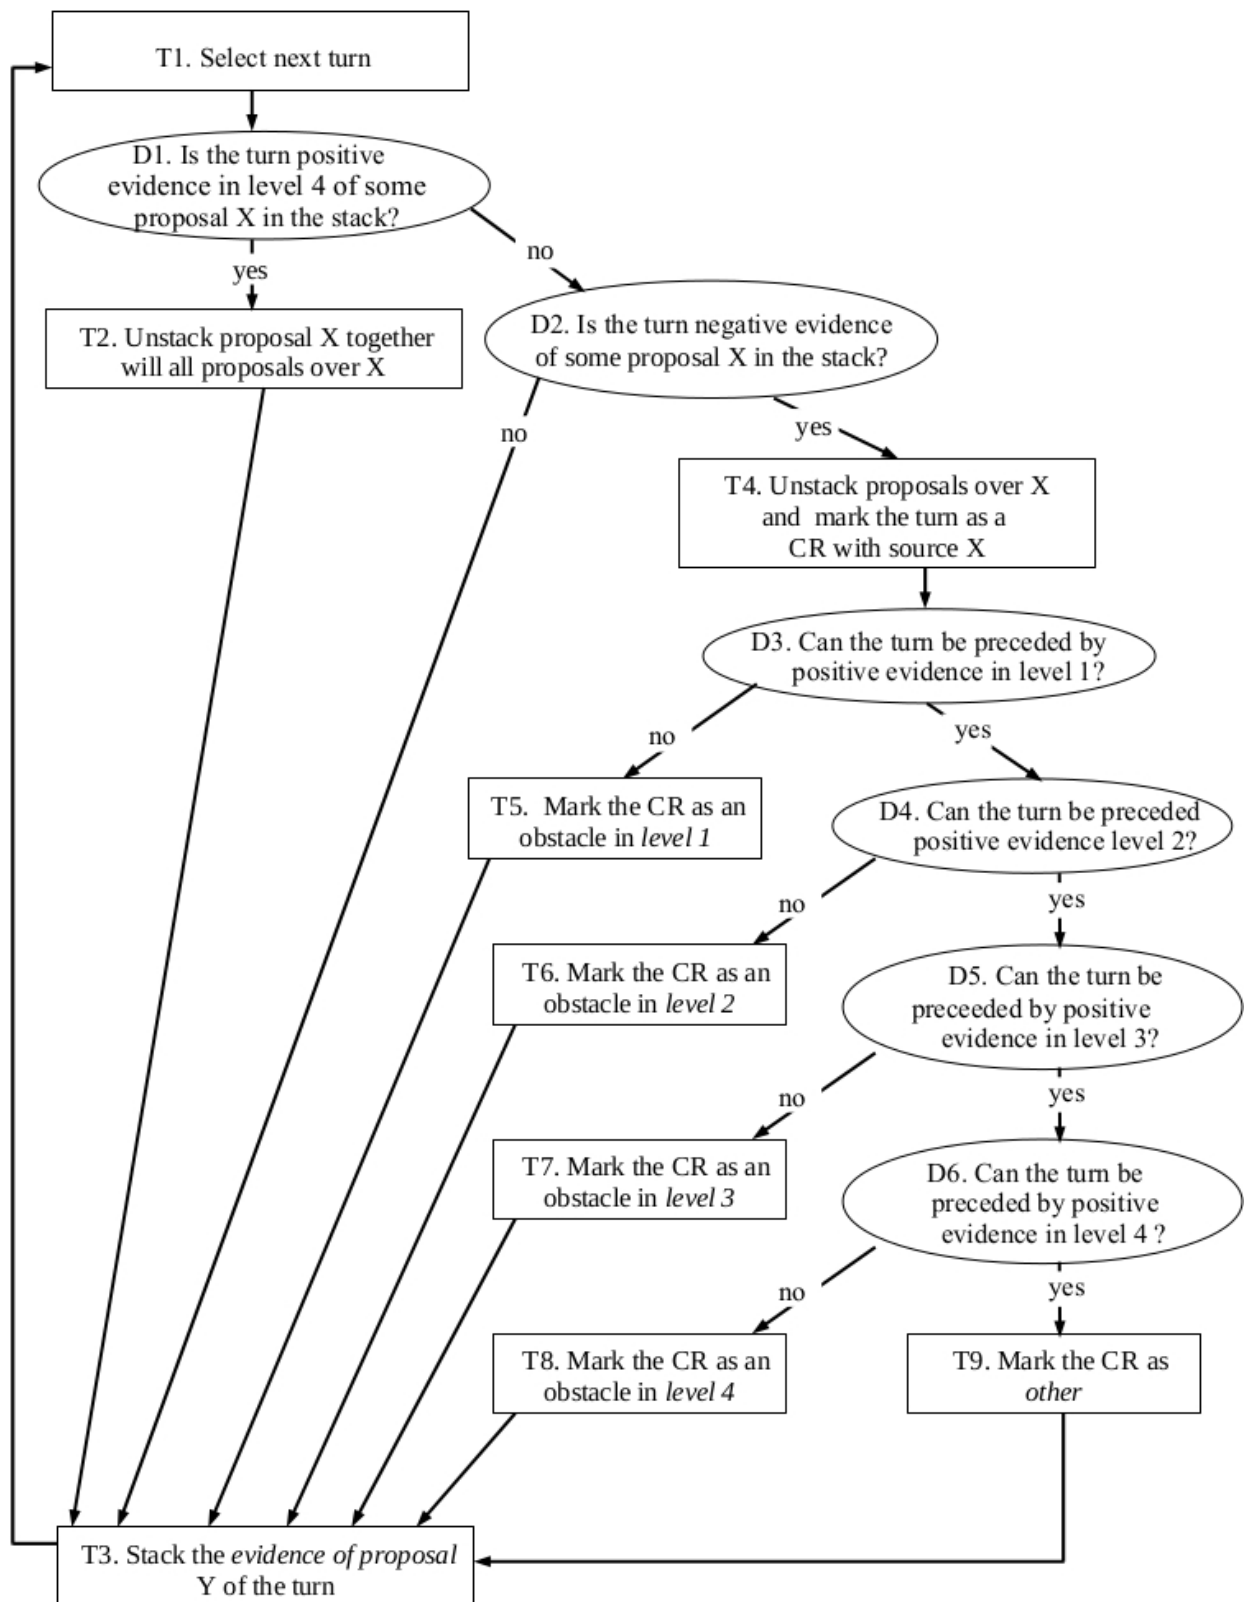 T1. Select next turn
D1. Is the turn positive
evidence in level 4 of some
proposal X in the stack?
no
yes
T2. Unstack proposal X together
will all proposals over X
D2. Is the turn negative evidence
of some proposal X in the stack?
no
yes
T4. Unstack proposals over X
and mark the turn as a
CR with source X
D3. Can the turn be preceded by
positive evidence in level 1?
no
yes
T5. Mark the CR as an
obstacle in level 1
D4. Can the turn be preceded
positive evidence level 2?
no
yes
T6. Mark the CR as an
obstacle in level 2
D5. Can the turn be
preceeded by positive
evidence in level 3?
no
yes
T7. Mark the CR as an
obstacle in level 3
D6. Can the turn be
preceded by positive
evidence in level 4 ?
no
yes
T8. Mark the CR as an
obstacle in level 4
T9. Mark the CR as
other
T3. Stack the evidence of proposal
Y of the turn